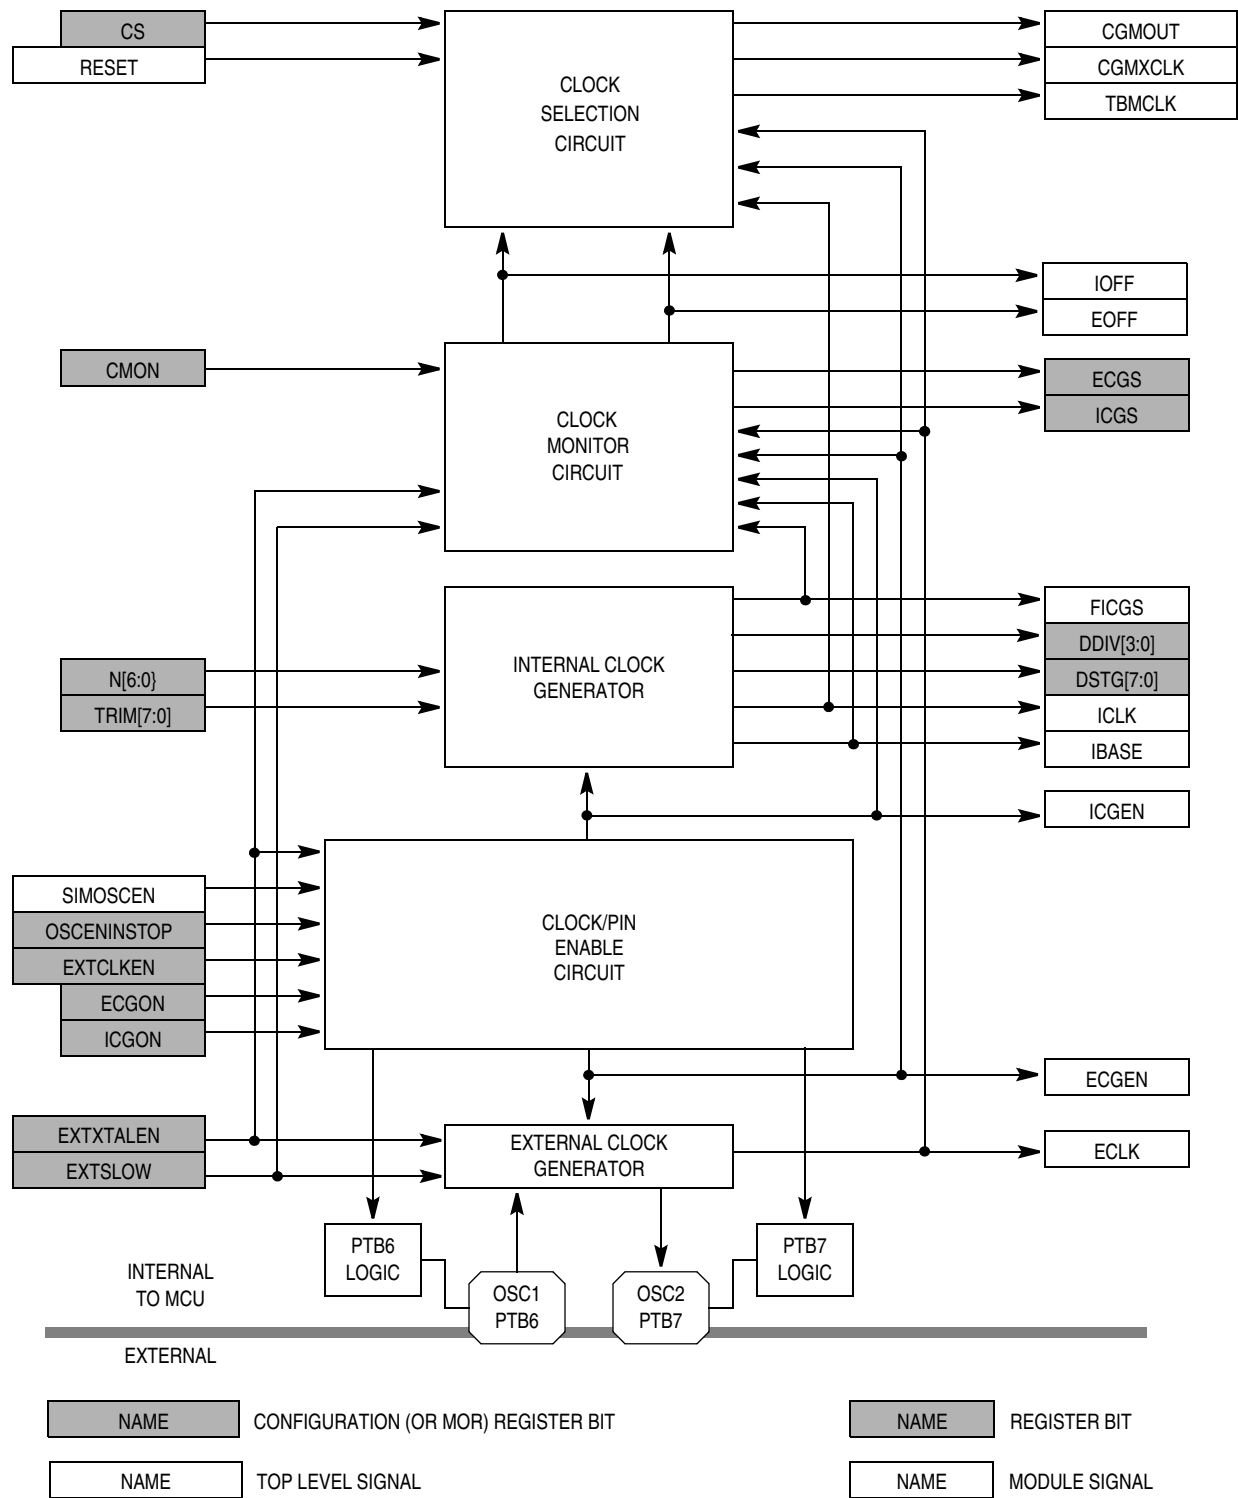 CS
RESET
CLOCK
SELECTION
CIRCUIT
CGMOUT
CGMXCLK
TBMCLK
IOFF
EOFF
CMON
CLOCK
MONITOR
CIRCUIT
ECGS
ICGS
N[6:0}
TRIM[7:0]
INTERNAL CLOCK
GENERATOR
FICGS
DDIV[3:0]
DSTG[7:0]
ICLK
IBASE
ICGEN
SIMOSCEN
OSCENINSTOP
EXTCLKEN
ECGON
ICGON
CLOCK/PIN
ENABLE
CIRCUIT
ECGEN
EXTXTALEN
EXTSLOW
EXTERNAL CLOCK
GENERATOR
ECLK
PTB6
LOGIC
OSC1
PTB6
OSC2
PTB7
PTB7
LOGIC
INTERNAL
TO MCU
EXTERNAL
NAME
CONFIGURATION (OR MOR) REGISTER BIT
NAME
REGISTER BIT
NAME
TOP LEVEL SIGNAL
NAME
MODULE SIGNAL